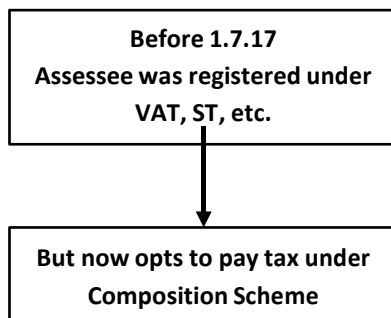 Before 1.7.17
Assessee was registered under
VAT, ST, etc.
But now opts to pay tax under
Composition Scheme